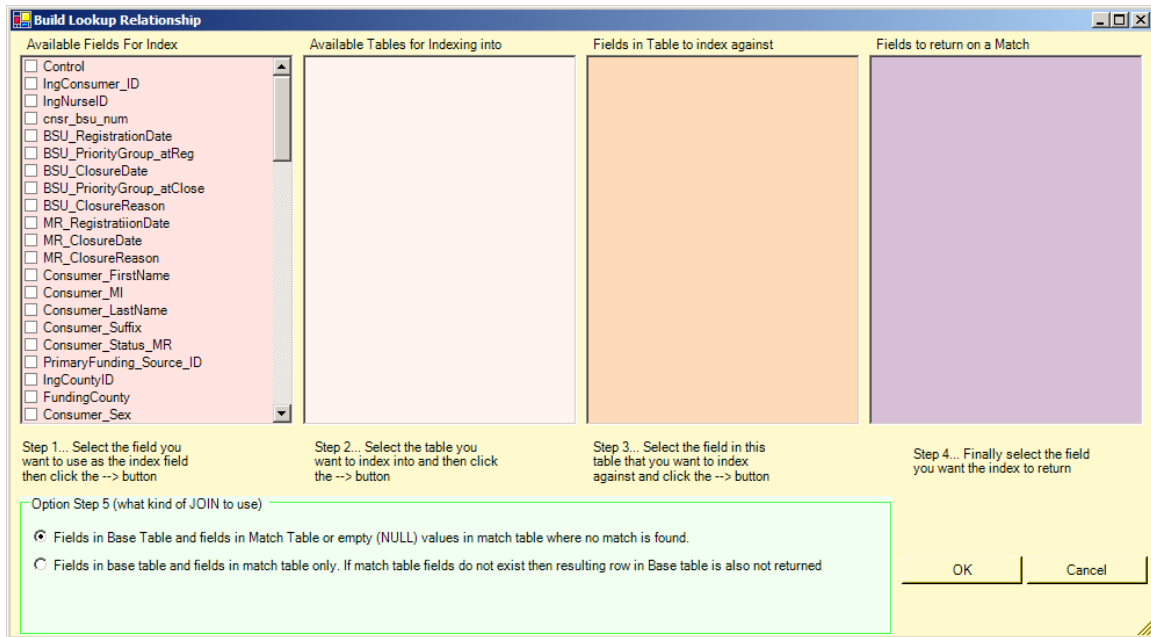 Build Lookup Relationship
Available Fields For Index
Available Tables for Indexing into
Fields in Table to index against
Fields to return on a Match
Control
lngConsumer_ID
lngNurseID
cnsr_bsu_num
BSU_RegistrationDate
BSU_PriorityGroup_atReg
BSU_ClosureDate
BSU_PriorityGroup_atClose
BSU_ClosureReason
MR_RegistratiionDate
MR_ClosureDate
MR_ClosureReason
Consumer_FirstName
Consumer_MI
Consumer_LastName
Consumer_Suffix
Consumer_Status_MR
PrimaryFunding_Source_ID
lngCountyID
FundingCounty
Consumer_Sex
Step 1... Select the field you
want to use as the index field
then click the --> button
Step 2... Select the table you
want to index into and then click
the --> button
Step 3... Select the field in this
table that you want to index
against and click the --> button
Step 4... Finally select the field
you want the index to return
Option Step 5 (what kind of JOIN to use)
Fields in Base Table and fields in Match Table or empty (NULL) values in match table where no match is found.
Fields in base table and fields in match table only. If match table fields do not exist then resulting row in Base table is also not returned
OK
Cancel